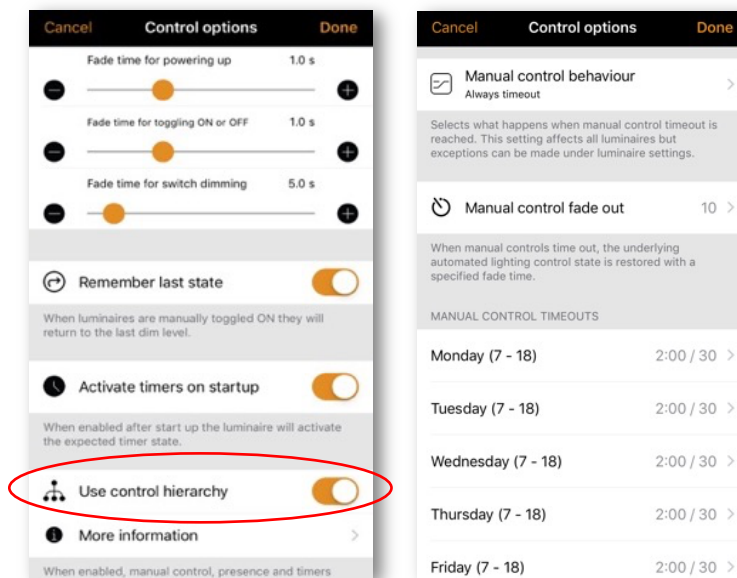 Cancel Control options Done
Fade time for powering up 1.0 s
Fade time for toggling ON or OFF 1.0 s
Fade time for switch dimming 5.0 s
Remember last state
When luminaires are manually toggled ON they will
return to the last dim level.
Activate timers on startup
When enabled after start up the luminaire will activate
the expected timer state.
Use control hierarchy
More information
When enabled, manual control, presence and timers
Cancel Control options Done
Manual control behaviour
Always timeout
Selects what happens when manual control timeout is
reached. This setting affects all luminaires but
exceptions can be made under luminaire settings.
Manual control fade out 10
When manual controls time out, the underlying
automated lighting control state is restored with a
specified fade time.
MANUAL CONTROL TIMEOUTS
Monday (7 - 18) 2:00 / 30
Tuesday (7 - 18) 2:00 / 30
Wednesday (7 - 18) 2:00 / 30
Thursday (7 - 18) 2:00 / 30
Friday (7 - 18) 2:00 / 30